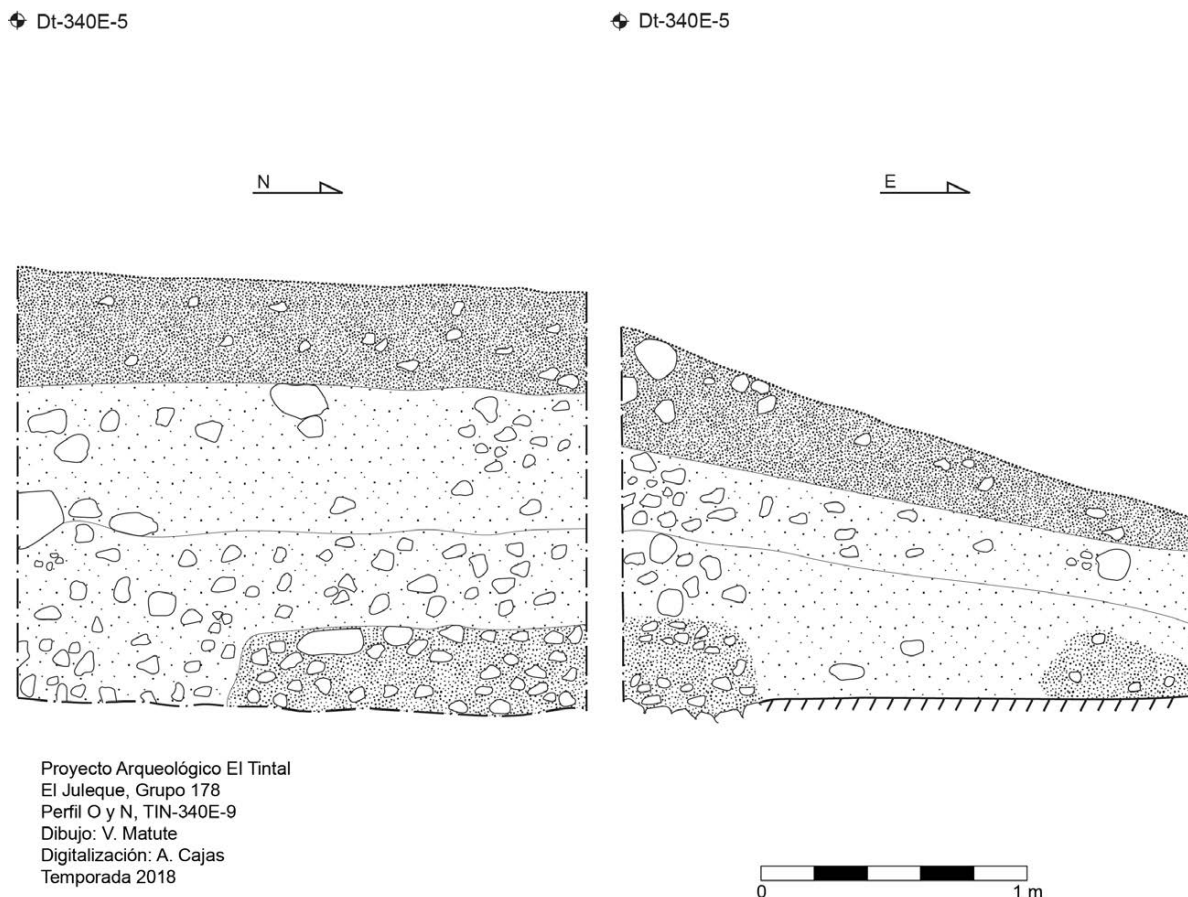 Dt-340E-5
Dt-340E-5
N
E
Proyecto Arqueológico El Tintal
El Juleque, Grupo 178
Perfil O y N, TIN-340E-9
Dibujo: V. Matute
Digitalización: A. Cajas
Temporada 2018
0 1 m